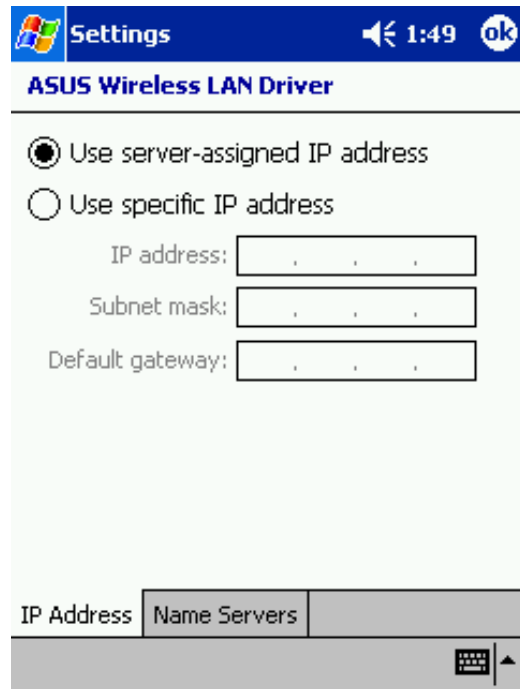 Settings 1:49 ok
ASUS Wireless LAN Driver
Use server-assigned IP address
Use specific IP address
IP address: . . .
Subnet mask: . . .
Default gateway: . . .
IP Address Name Servers